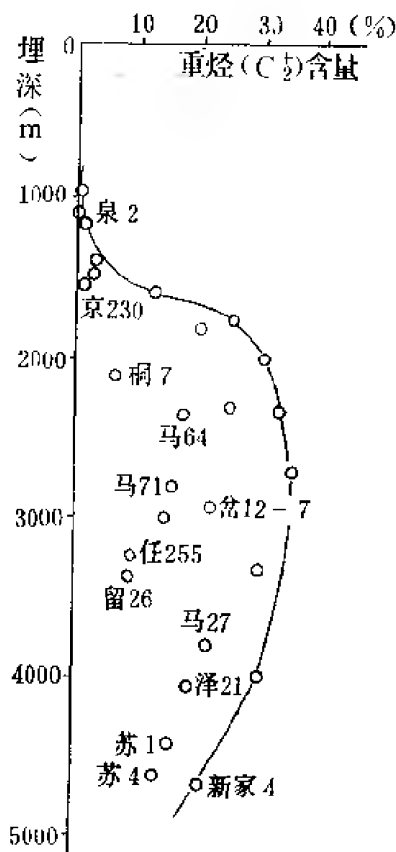 10 20 30 40 (%)
重烃(C₂⁺)含量
埋深(m)
0
1000
泉2
京230
2000
桐7
马64
马71
岔12-7
3000
任255
留26
马27
4000
泽21
苏1
苏4
新家4
5000